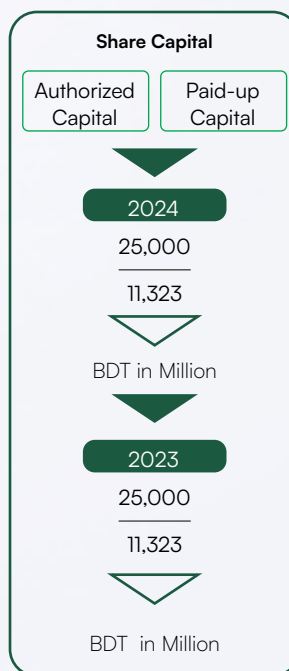 Share Capital
Authorized Capital
Paid-up Capital
2024
25,000
11,323
BDT in Million
2023
25,000
11,323
BDT in Million